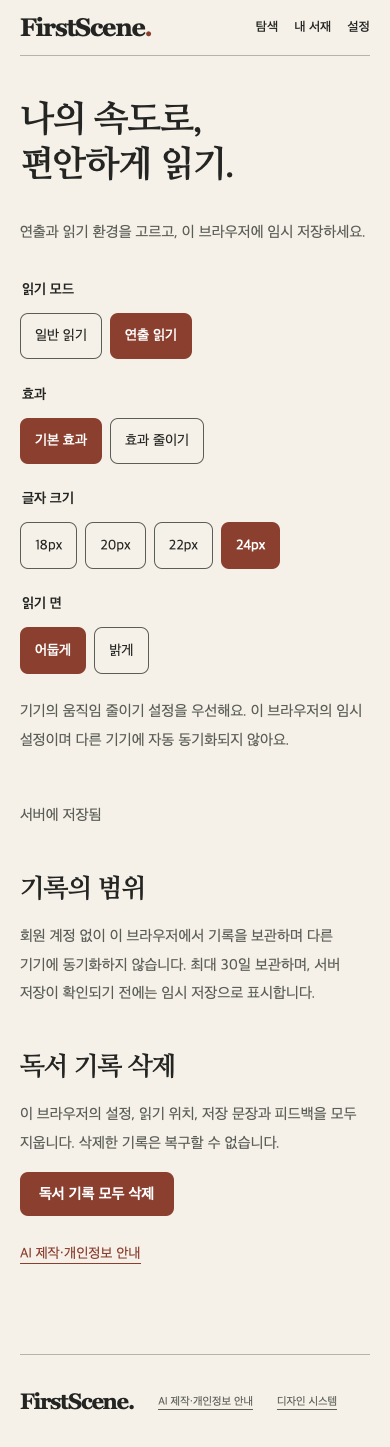 FirstScene.
탐색 내 서재 설정
나의 속도로,
편안하게 읽기.
연출과 읽기 환경을 고르고, 이 브라우저에 임시 저장하세요.
읽기 모드
일반 읽기 연출 읽기
효과
기본 효과 효과 줄이기
글자 크기
18px 20px 22px 24px
읽기 면
어둡게 밝게
기기의 움직임 줄이기 설정을 우선해요. 이 브라우저의 임시
설정이며 다른 기기에 자동 동기화되지 않아요.
서버에 저장됨
기록의 범위
회원 계정 없이 이 브라우저에서 기록을 보관하며 다른
기기에 동기화하지 않습니다. 최대 30일 보관하며, 서버
저장이 확인되기 전에는 임시 저장으로 표시합니다.
독서 기록 삭제
이 브라우저의 설정, 읽기 위치, 저장 문장과 피드백을 모두
지웁니다. 삭제한 기록은 복구할 수 없습니다.
독서 기록 모두 삭제
AI 제작·개인정보 안내
FirstScene. AI 제작·개인정보 안내 디자인 시스템